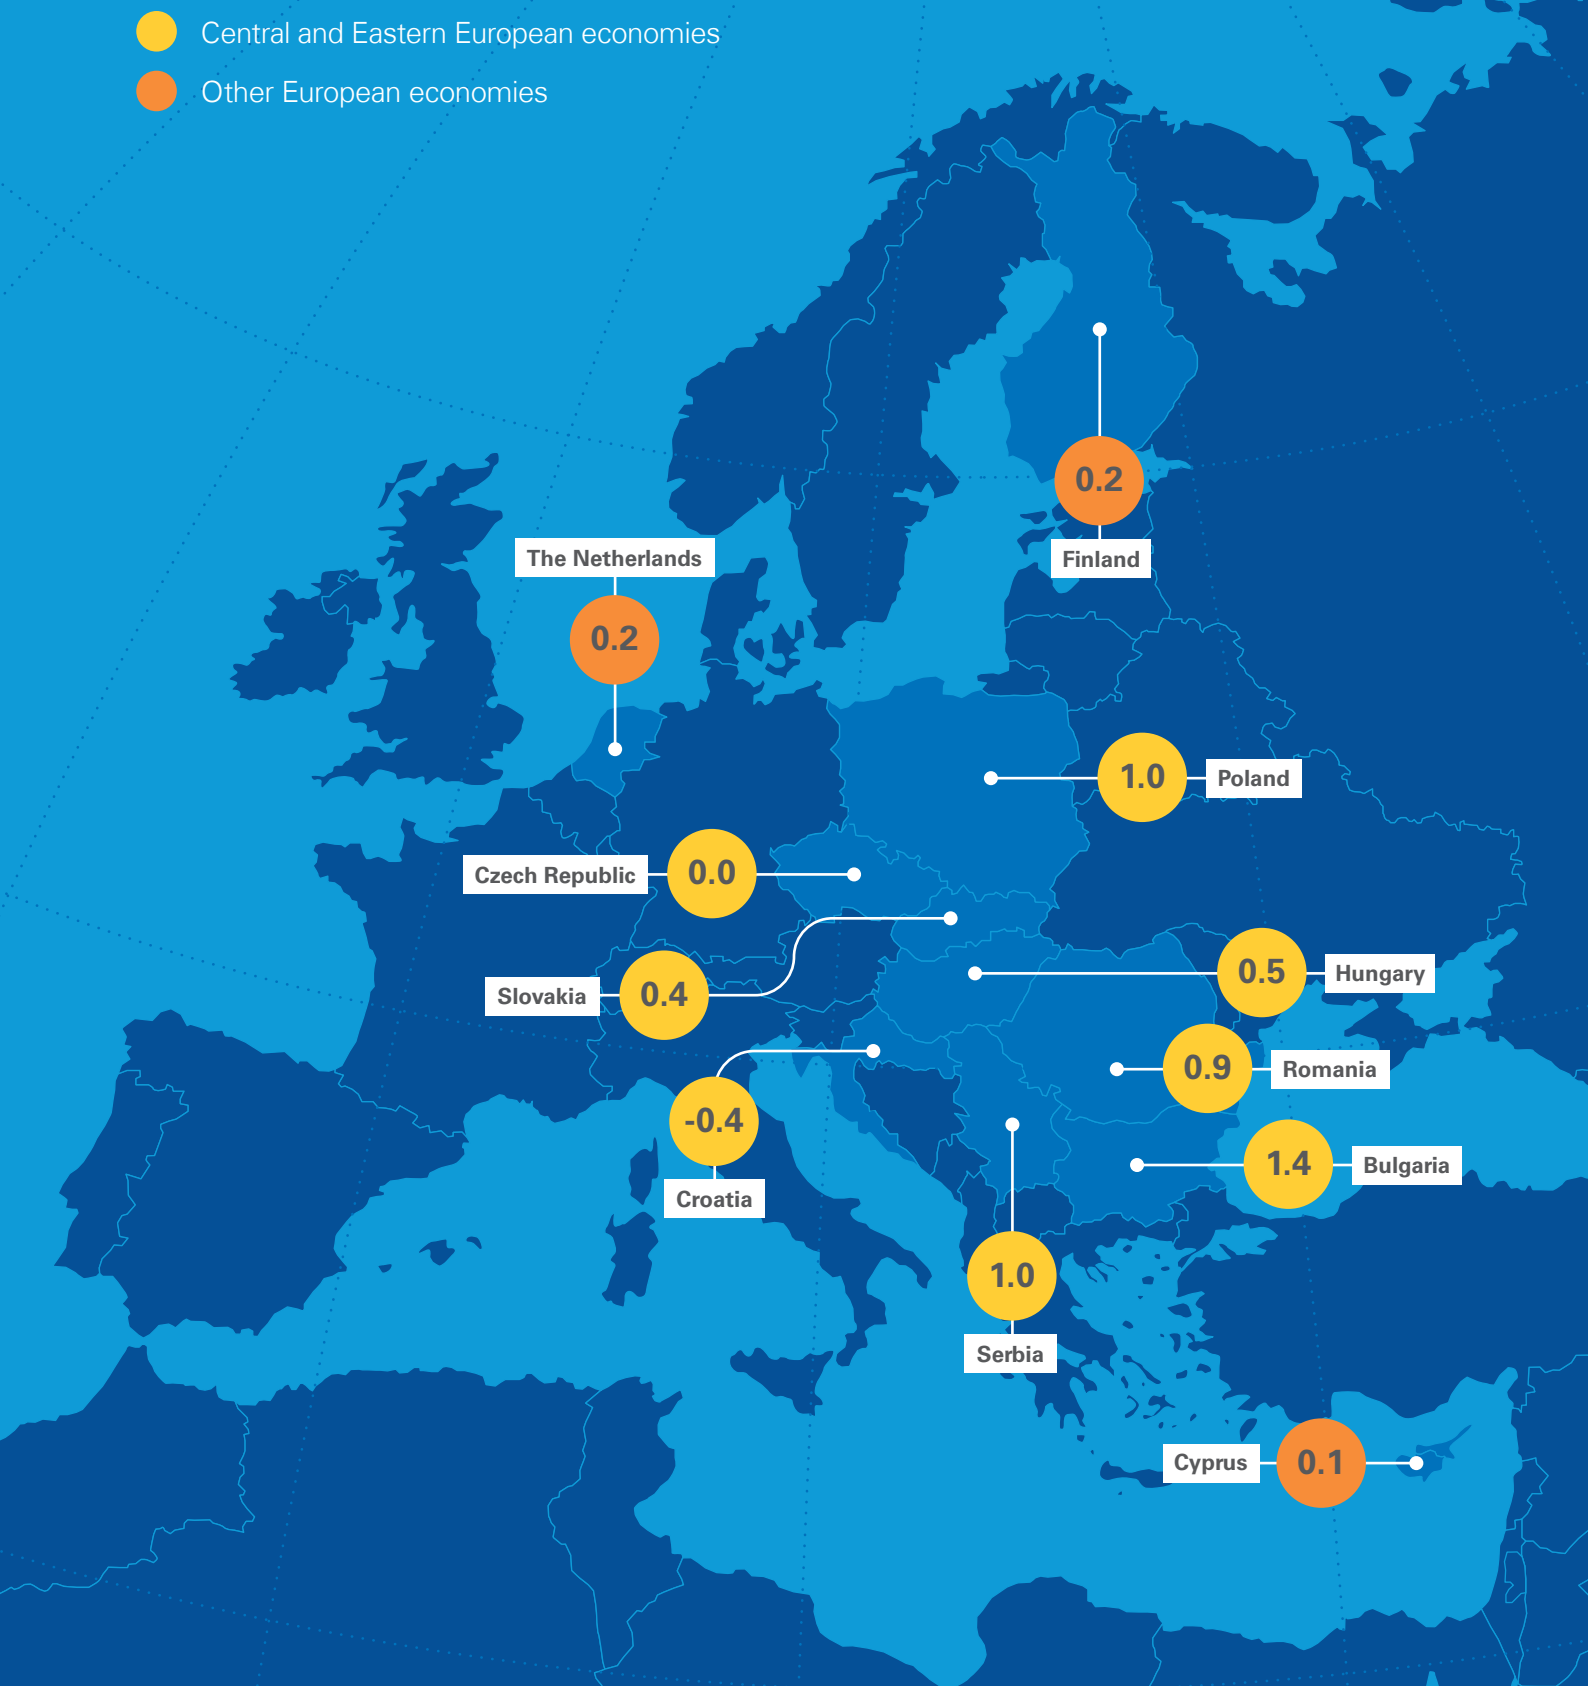 Central and Eastern European economies
Other European economies
0.2
Finland
The Netherlands
0.2
1.0
Poland
Czech Republic
0.0
Slovakia
0.4
0.5
Hungary
0.9
Romania
-0.4
Croatia
1.4
Bulgaria
1.0
Serbia
Cyprus
0.1